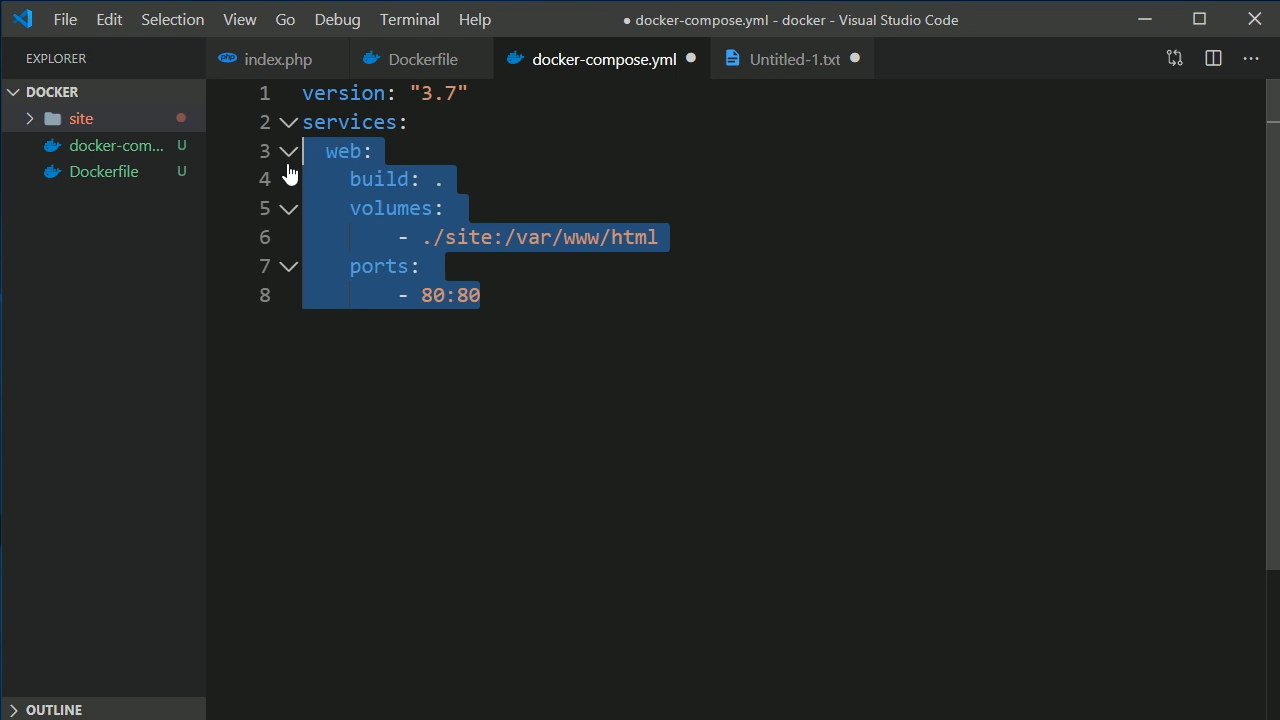 File Edit Selection View Go Debug Terminal Help
● docker-compose.yml - docker - Visual Studio Code
EXPLORER
php index.php
Dockerfile
docker-compose.yml
Untitled-1.txt
DOCKER
site
docker-com... U
Dockerfile U
1 version: "3.7"
2 services:
3   web:
4     build: .
5     volumes:
6         - ./site:/var/www/html
7     ports:
8         - 80:80
OUTLINE